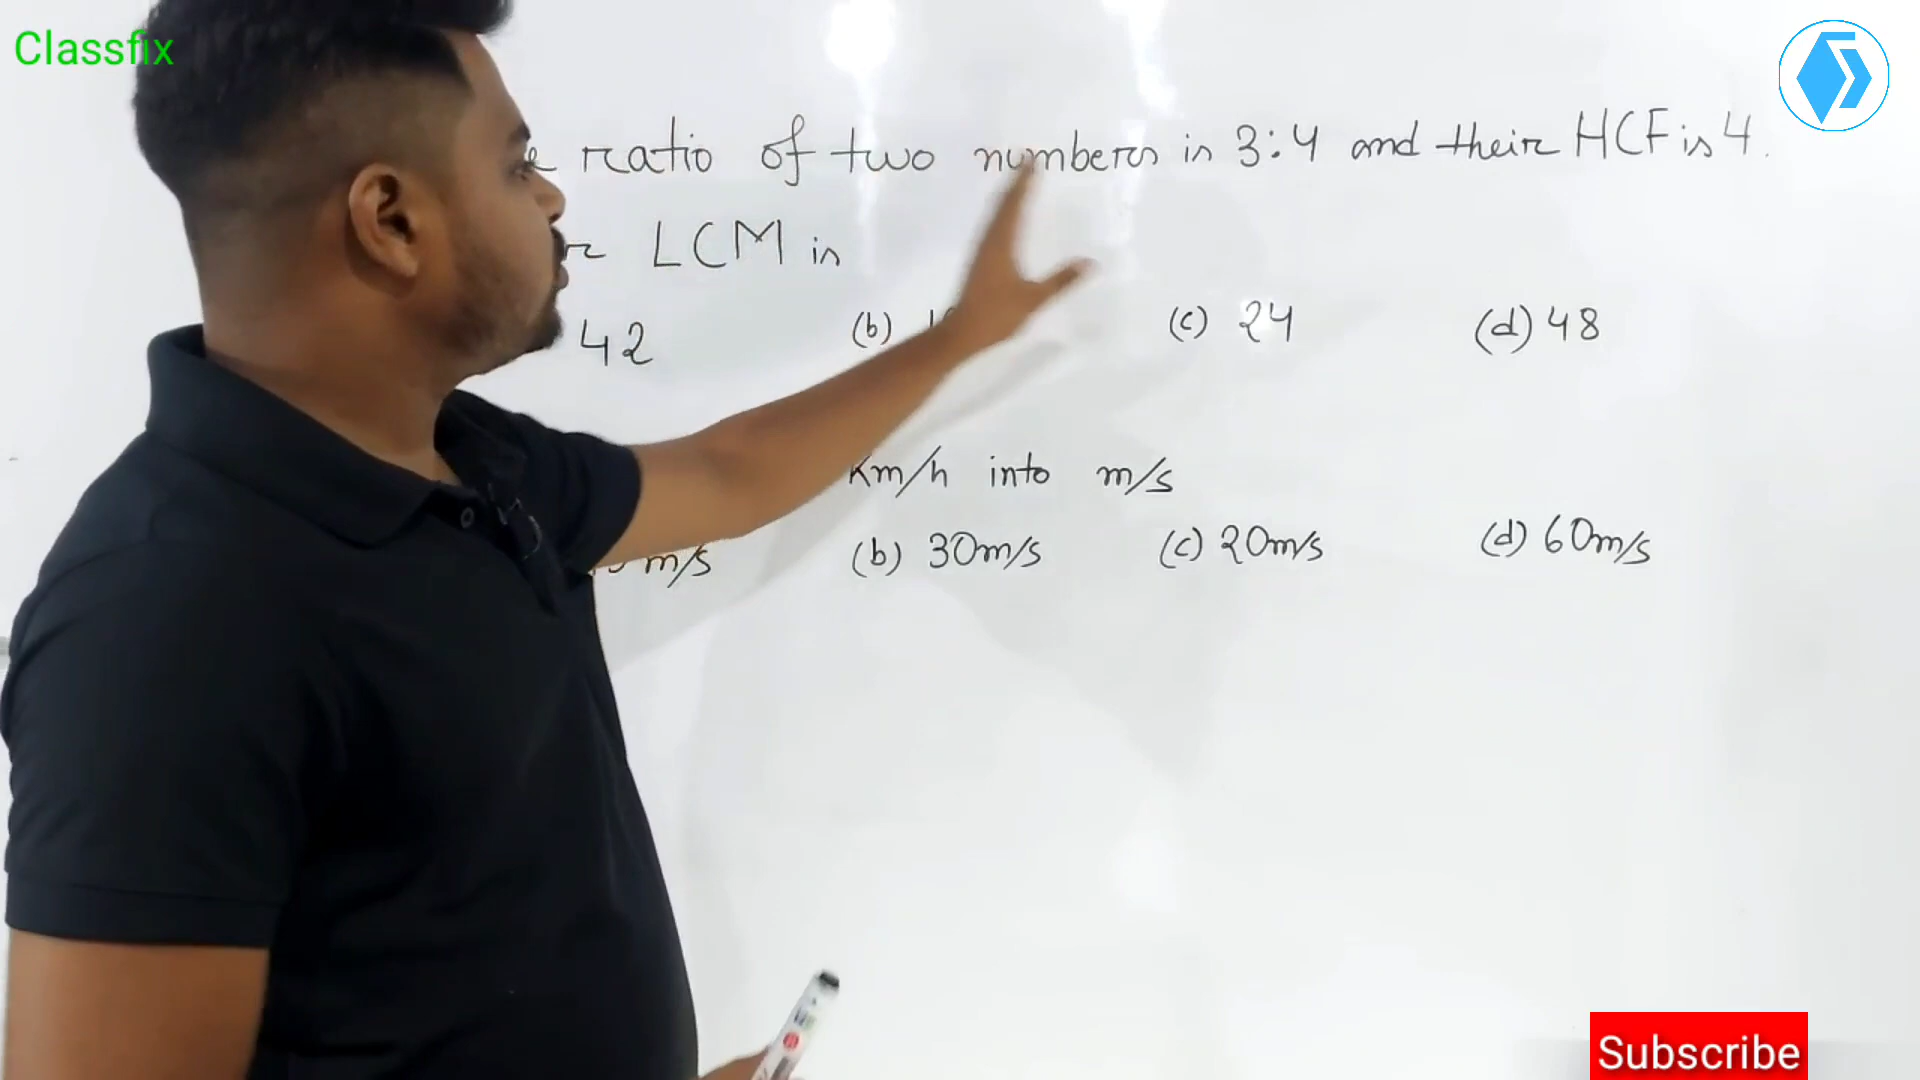 Classfix
ratio of two numbers is 3:4 and their HCF is 4.
LCM is
42 (b) (c) 24 (d) 48
Km/h into m/s
m/s (b) 30m/s (c) 20m/s (d) 60m/s
Subscribe